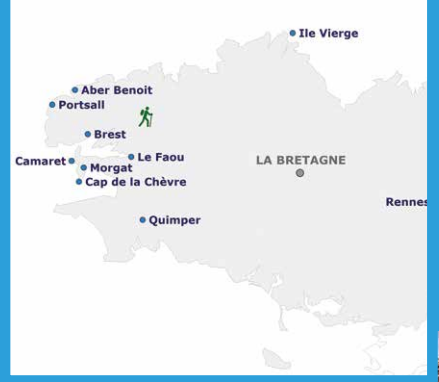 Ile Vierge
Aber Benoit
Portsall
Brest
Le Faou
Camaret
Morgat
LA BRETAGNE
Cap de la Chèvre
Rennes
Quimper